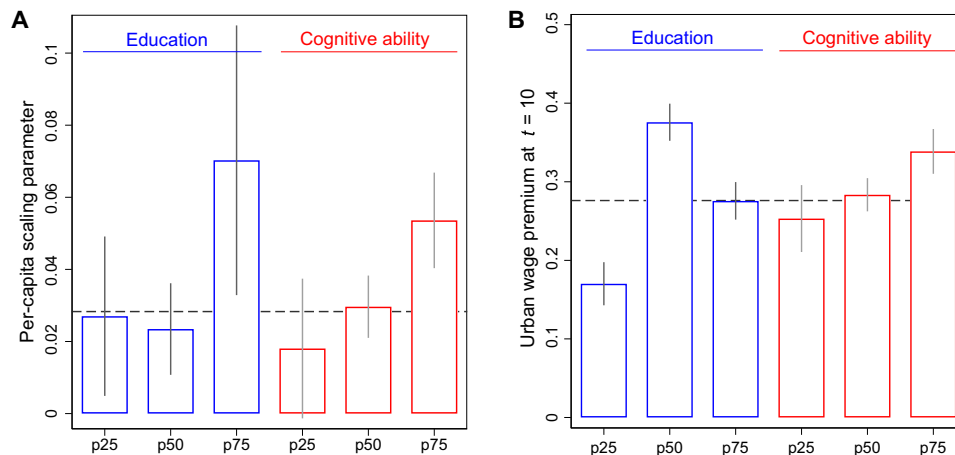 A
Education
Cognitive ability
Per-capita scaling parameter
0.1
0.08
0.06
0.04
0.02
0
p25
p50
p75
p25
p50
p75
B
Education
Cognitive ability
Urban wage premium at t = 10
0.5
0.4
0.3
0.2
0.1
0
p25
p50
p75
p25
p50
p75